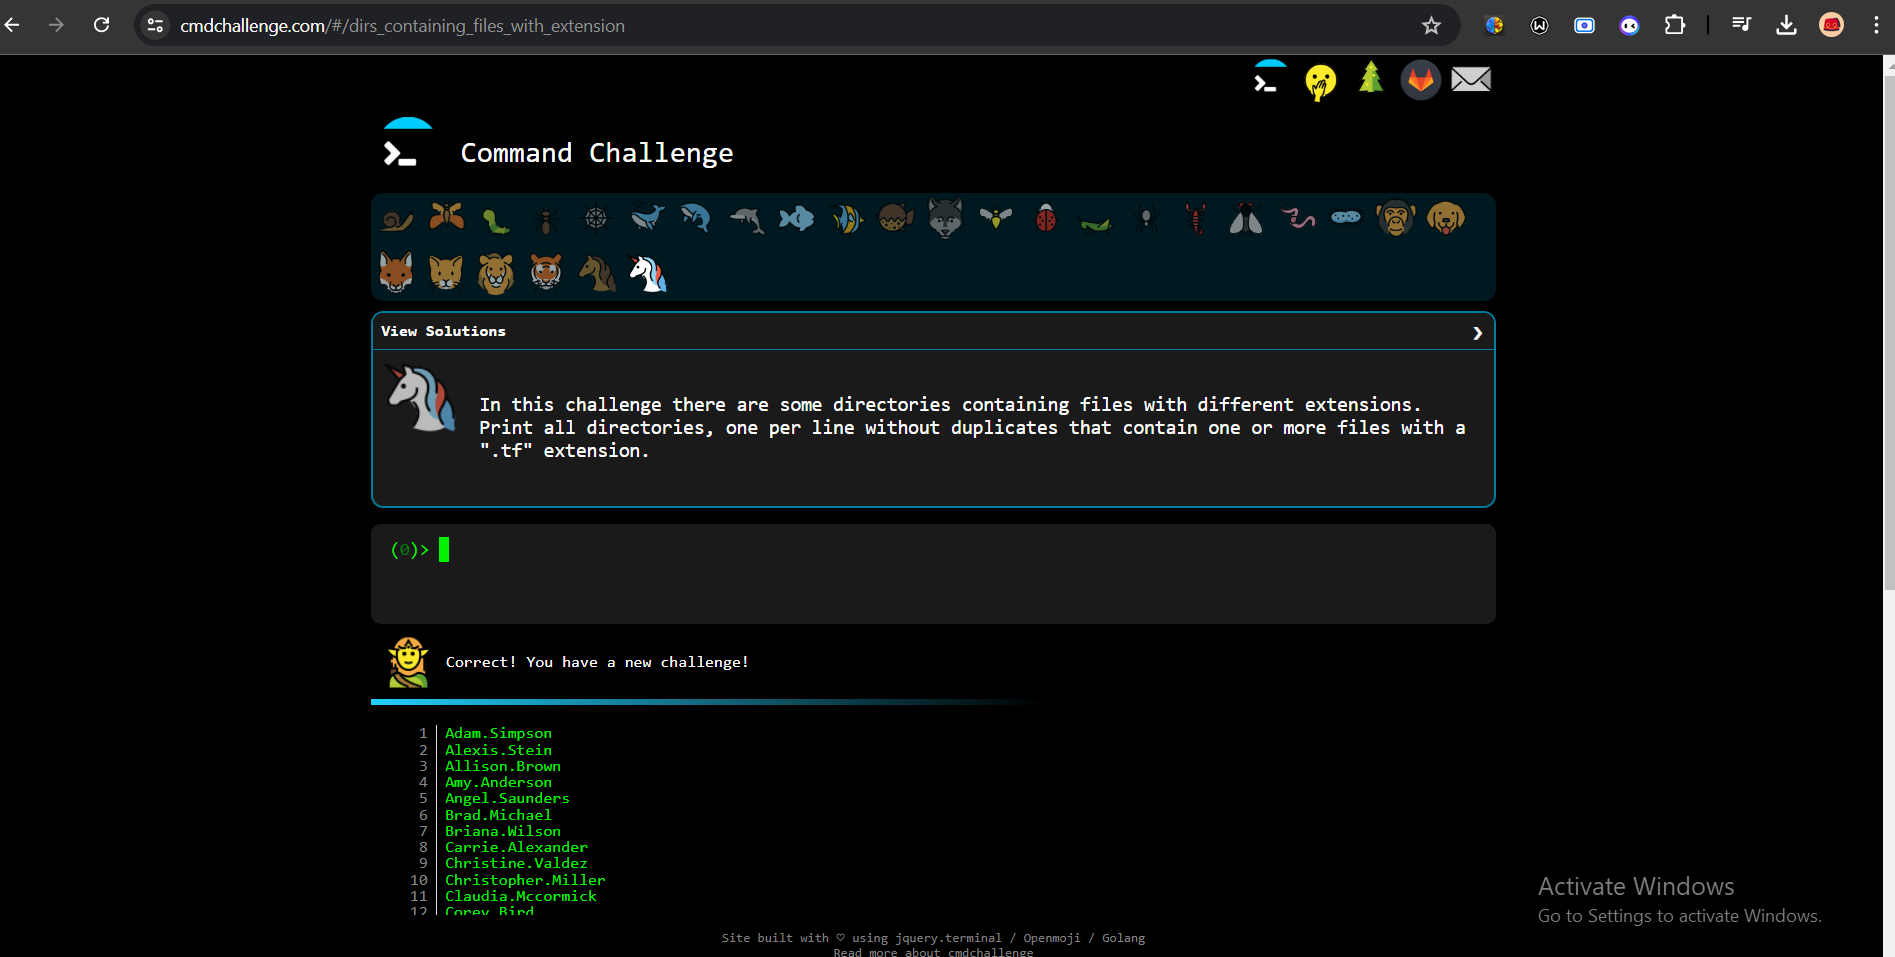 cmdchallenge.com/#/dirs_containing_files_with_extension
Command Challenge
View Solutions
In this challenge there are some directories containing files with different extensions.
Print all directories, one per line without duplicates that contain one or more files with a
".tf" extension.
(0)>
Correct! You have a new challenge!
1 Adam.Simpson
2 Alexis.Stein
3 Allison.Brown
4 Amy.Anderson
5 Angel.Saunders
6 Brad.Michael
7 Briana.Wilson
8 Carrie.Alexander
9 Christine.Valdez
10 Christopher.Miller
11 Claudia.Mccormick
12 Corey.Bird
Activate Windows
Go to Settings to activate Windows.
Site built with ♡ using jquery.terminal / Openmoji / Golang
Read more about cmdchallenge